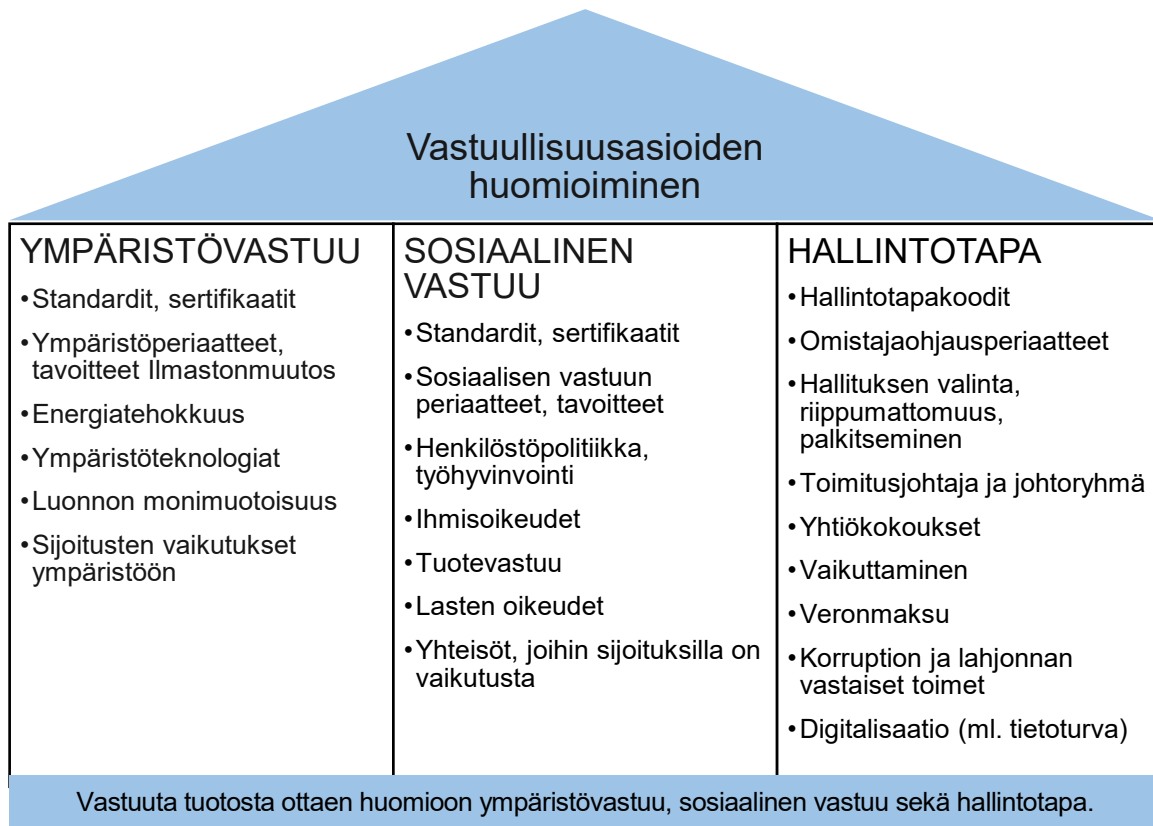 Vastuullisuusasioiden
huomioiminen
YMPÄRISTÖVASTUU
•Standardit, sertifikaatit
•Ympäristöperiaatteet,
tavoitteet Ilmastonmuutos
•Energiatehokkuus
•Ympäristöteknologiat
•Luonnon monimuotoisuus
•Sijoitusten vaikutukset
ympäristöön
SOSIAALINEN
VASTUU
•Standardit, sertifikaatit
•Sosiaalisen vastuun
periaatteet, tavoitteet
•Henkilöstöpolitiikka,
työhyvinvointi
•Ihmisoikeudet
•Tuotevastuu
•Lasten oikeudet
•Yhteisöt, joihin sijoituksilla on
vaikutusta
HALLINTOTAPA
•Hallintotapakoodit
•Omistajaohjausperiaatteet
•Hallituksen valinta,
riippumattomuus,
palkitseminen
•Toimitusjohtaja ja johtoryhmä
•Yhtiökokoukset
•Vaikuttaminen
•Veronmaksu
•Korruption ja lahjonnan
vastaiset toimet
•Digitalisaatio (ml. tietoturva)
Vastuuta tuotosta ottaen huomioon ympäristövastuu, sosiaalinen vastuu sekä hallintotapa.